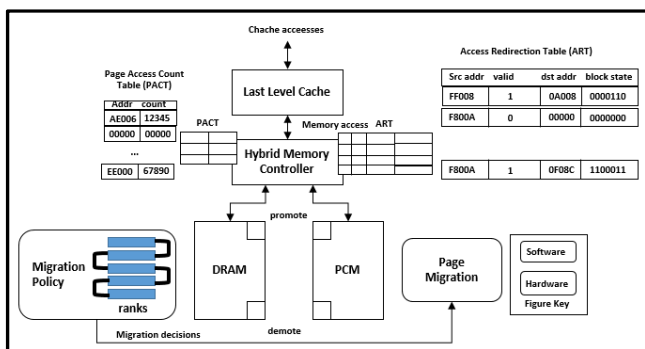 Chache acceesses
Access Redirection Table (ART)
Page Access Count
Table (PACT)
Addr count
AE006 12345
00000 00000
...
EE000 67890
Last Level Cache
Src addr valid dst addr block state
FF008 1 0A008 0000110
F800A 0 00000 0000000
F800A 1 0F08C 1100011
PACT
Memory access ART
Hybrid Memory
Controller
promote
Migration
Policy
ranks
DRAM
PCM
Page
Migration
Software
Hardware
Figure Key
Migration decisions
demote